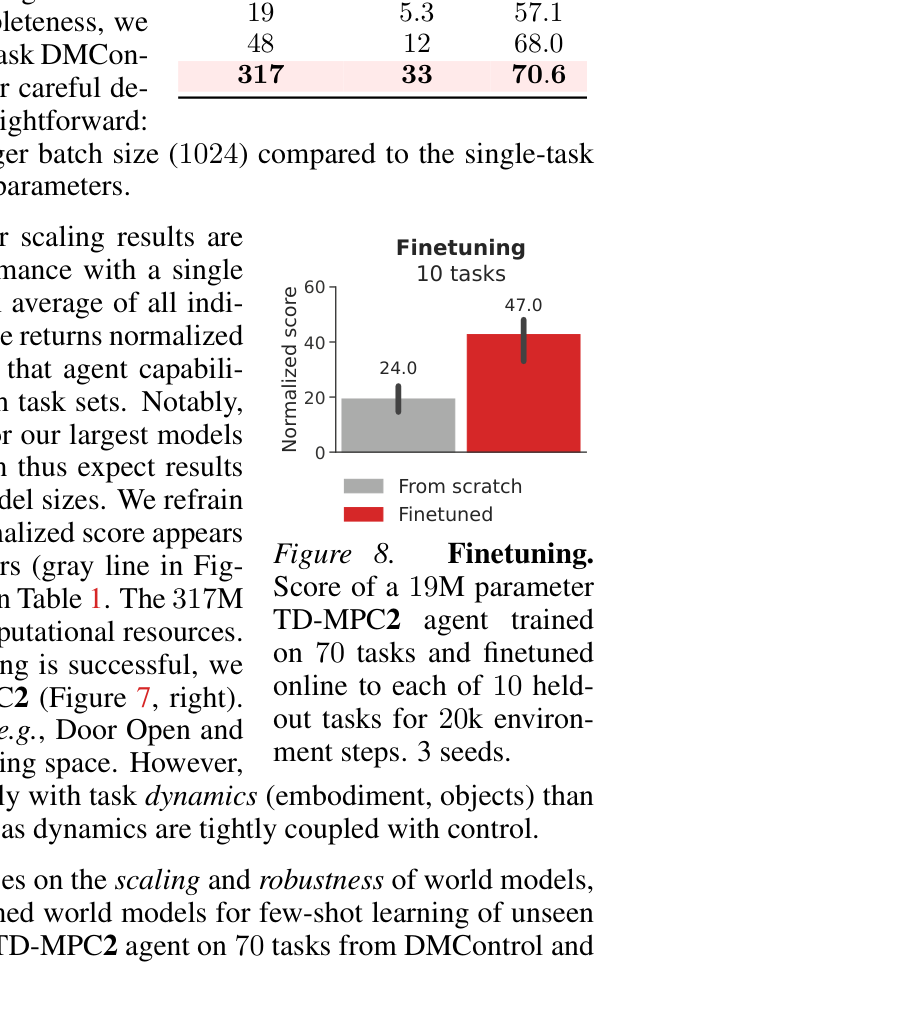 19 5.3 57.1
pleteness, we
48 12 68.0
ask DMCon-
317 33 70.6
r careful de-
ightforward:
ger batch size (1024) compared to the single-task
parameters.
r scaling results are
mance with a single
average of all indi-
e returns normalized
that agent capabili-
n task sets. Notably,
or our largest models
n thus expect results
del sizes. We refrain
nalized score appears
rs (gray line in Fig-
n Table 1. The 317M
putational resources.
ng is successful, we
C2 (Figure 7, right).
e.g., Door Open and
ing space. However,
Finetuning
10 tasks
Normalized score
60
40
20
0
24.0
47.0
From scratch
Finetuned
Figure 8. Finetuning.
Score of a 19M parameter
TD-MPC2 agent trained
on 70 tasks and finetuned
online to each of 10 held-
out tasks for 20k environ-
ment steps. 3 seeds.
ly with task dynamics (embodiment, objects) than
as dynamics are tightly coupled with control.
es on the scaling and robustness of world models,
ned world models for few-shot learning of unseen
TD-MPC2 agent on 70 tasks from DMControl and